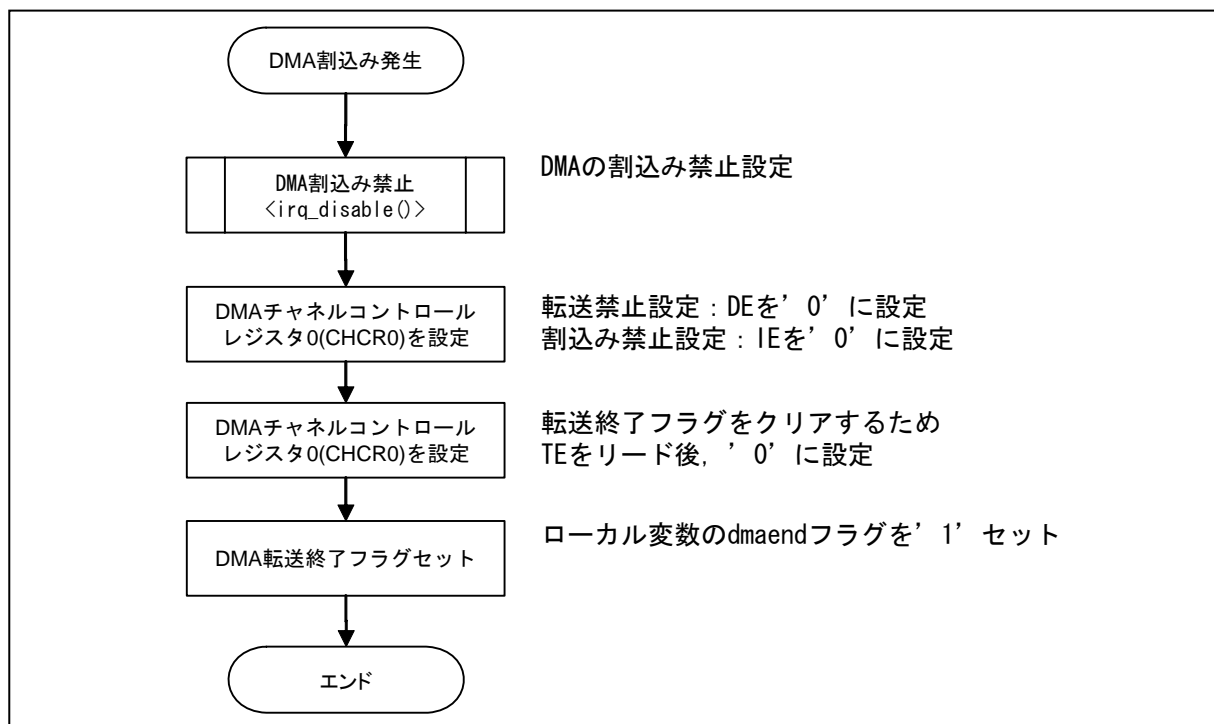 DMA割込み発生
DMA割込み禁止
<irq_disable()>
DMAの割込み禁止設定
DMAチャネルコントロール
レジスタ0(CHCR0)を設定
転送禁止設定：DEを’0’に設定
割込み禁止設定：IEを’0’に設定
DMAチャネルコントロール
レジスタ0(CHCR0)を設定
転送終了フラグをクリアするため
TEをリード後，’0’に設定
DMA転送終了フラグセット
ローカル変数のdmaendフラグを’1’セット
エンド